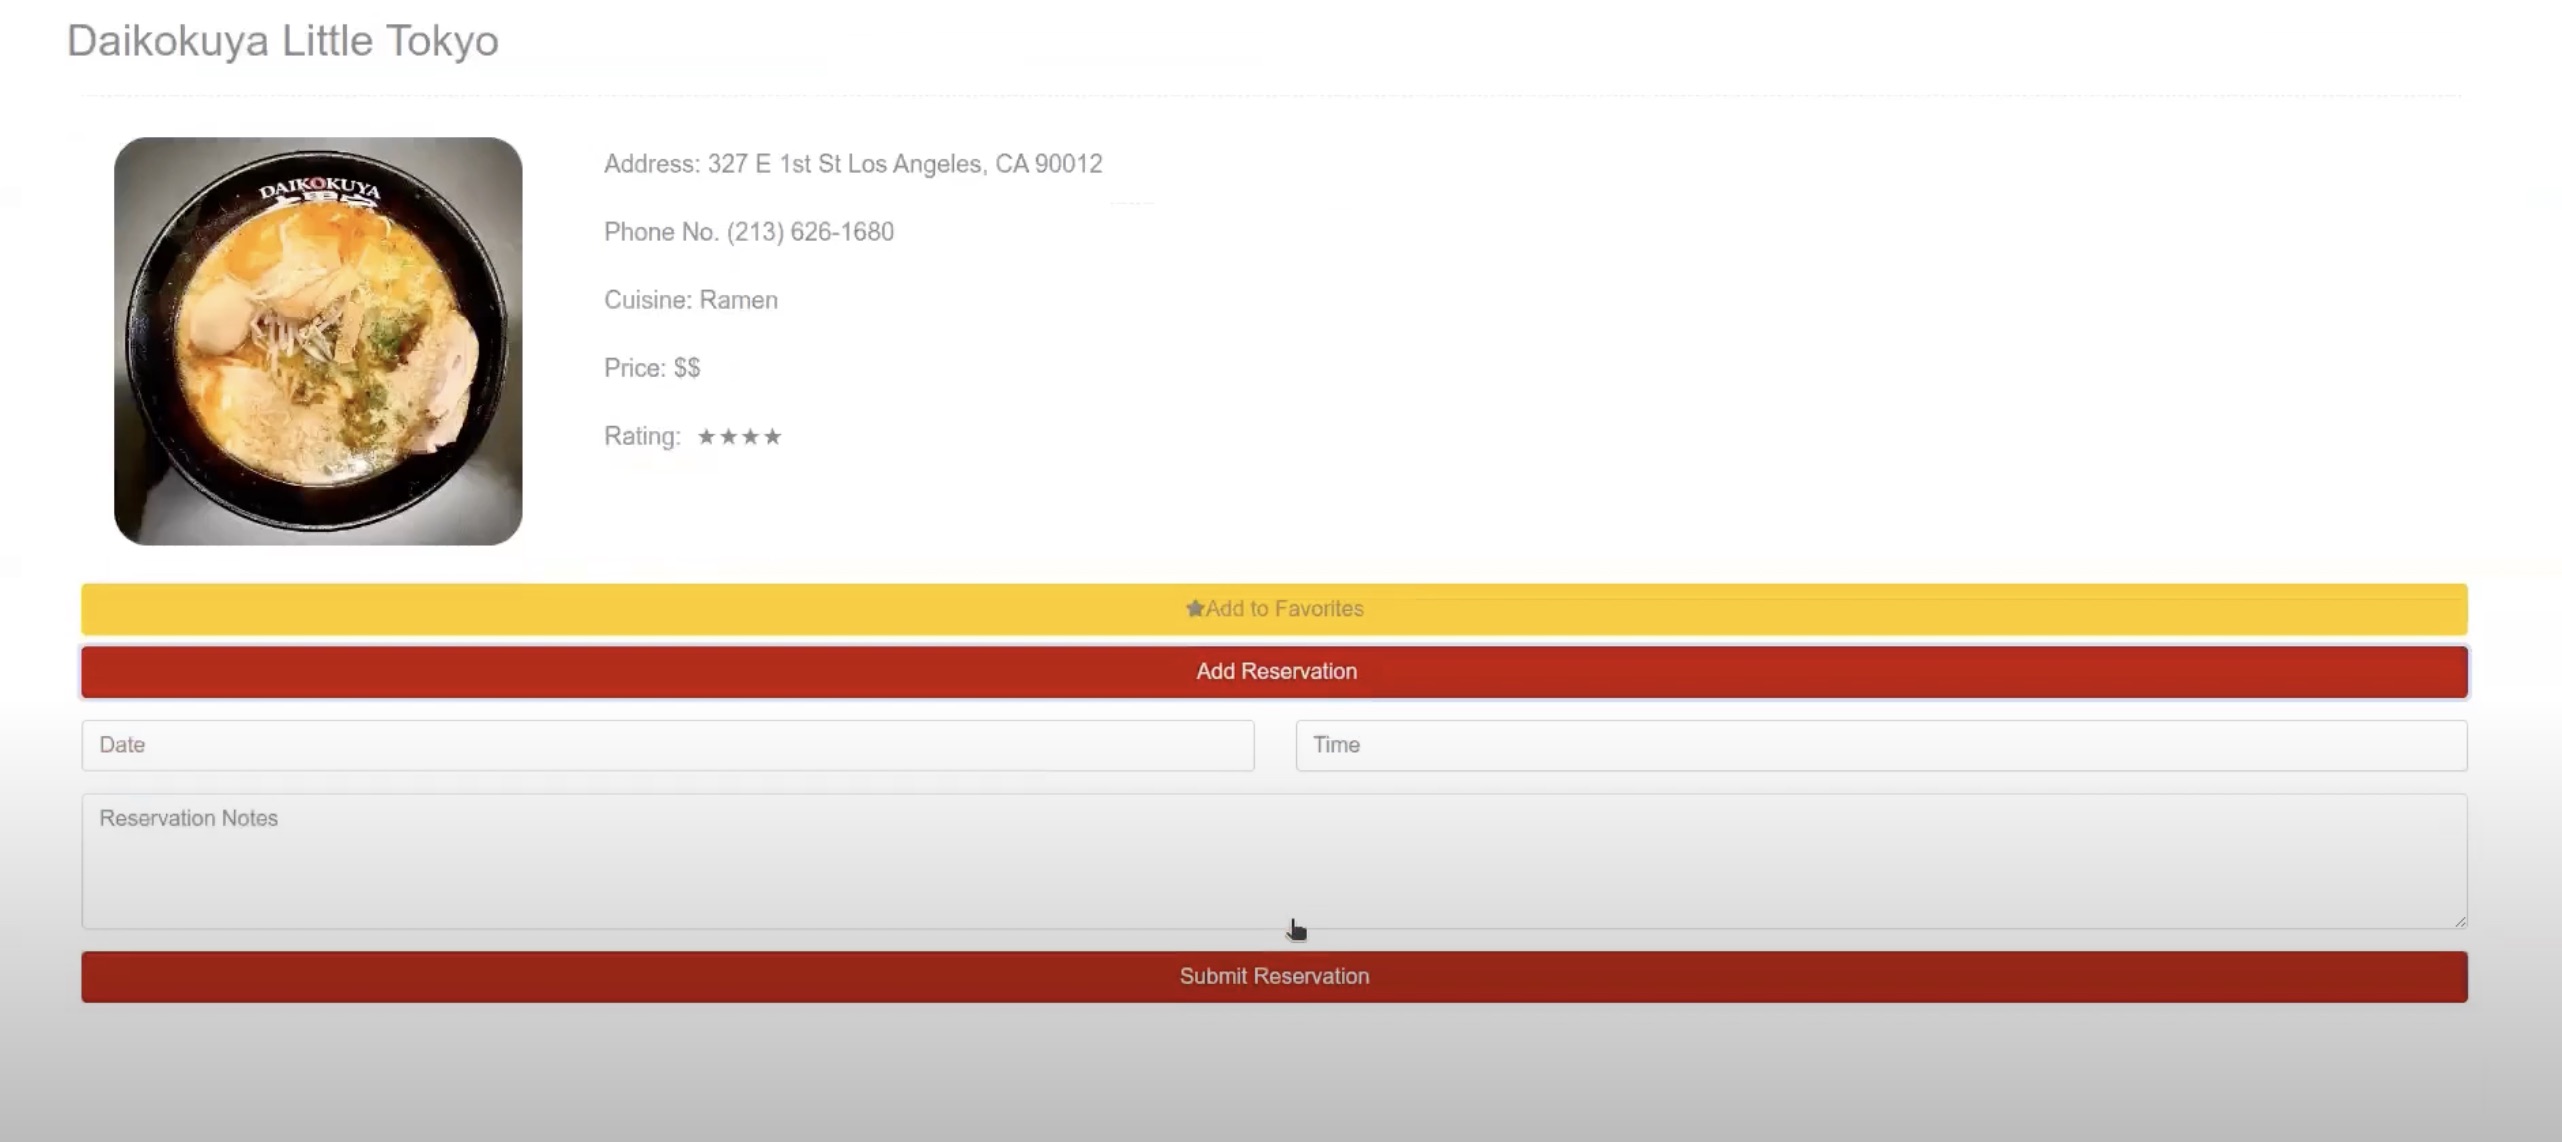 Daikokuya Little Tokyo
DAIKOKUYA
Address: 327 E 1st St Los Angeles, CA 90012
Phone No. (213) 626-1680
Cuisine: Ramen
Price: $$
Rating: ★★★★
★Add to Favorites
Add Reservation
Date
Time
Reservation Notes
Submit Reservation